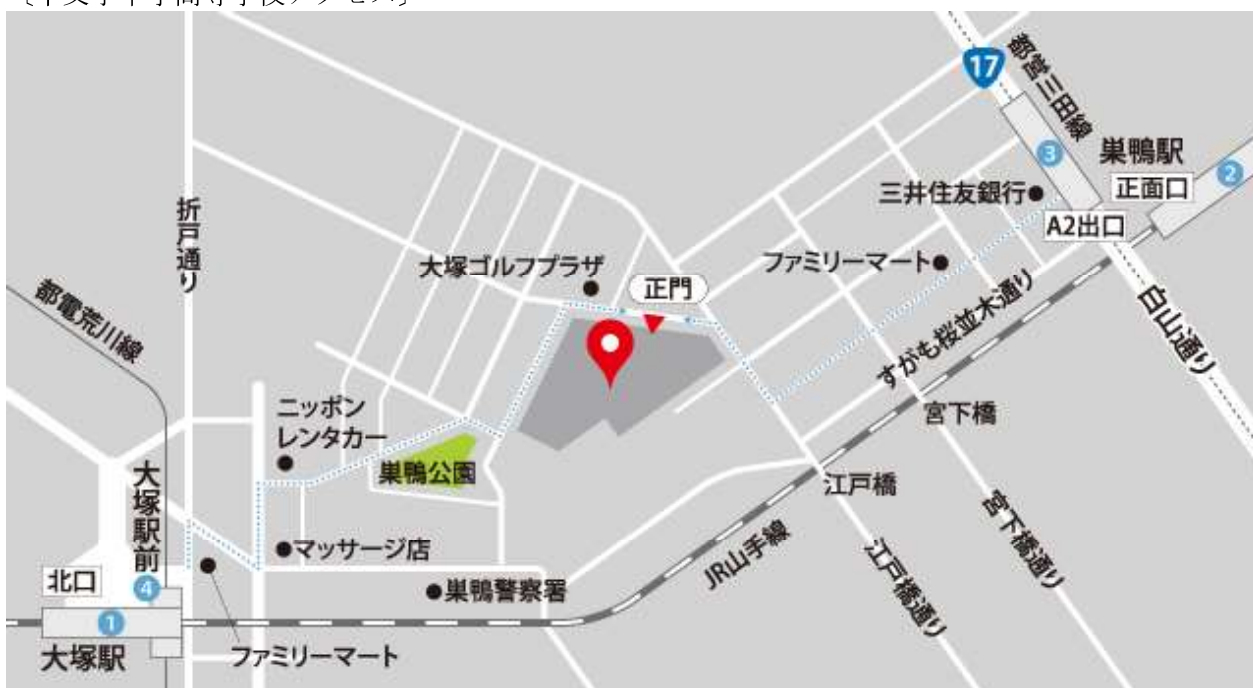 17
都営三田線
3
巣鴨駅
2
正面口
三井住友銀行
A2出口
折戸通り
大塚ゴルフプラザ
正門
ファミリーマート
都電荒川線
すがも桜並木通り
白山通り
ニッポン
レンタカー
宮下橋
巣鴨公園
大塚駅前
江戸橋
マッサージ店
JR山手線
宮下橋通り
江戸橋通り
北口
4
巣鴨警察署
1
大塚駅
ファミリーマート